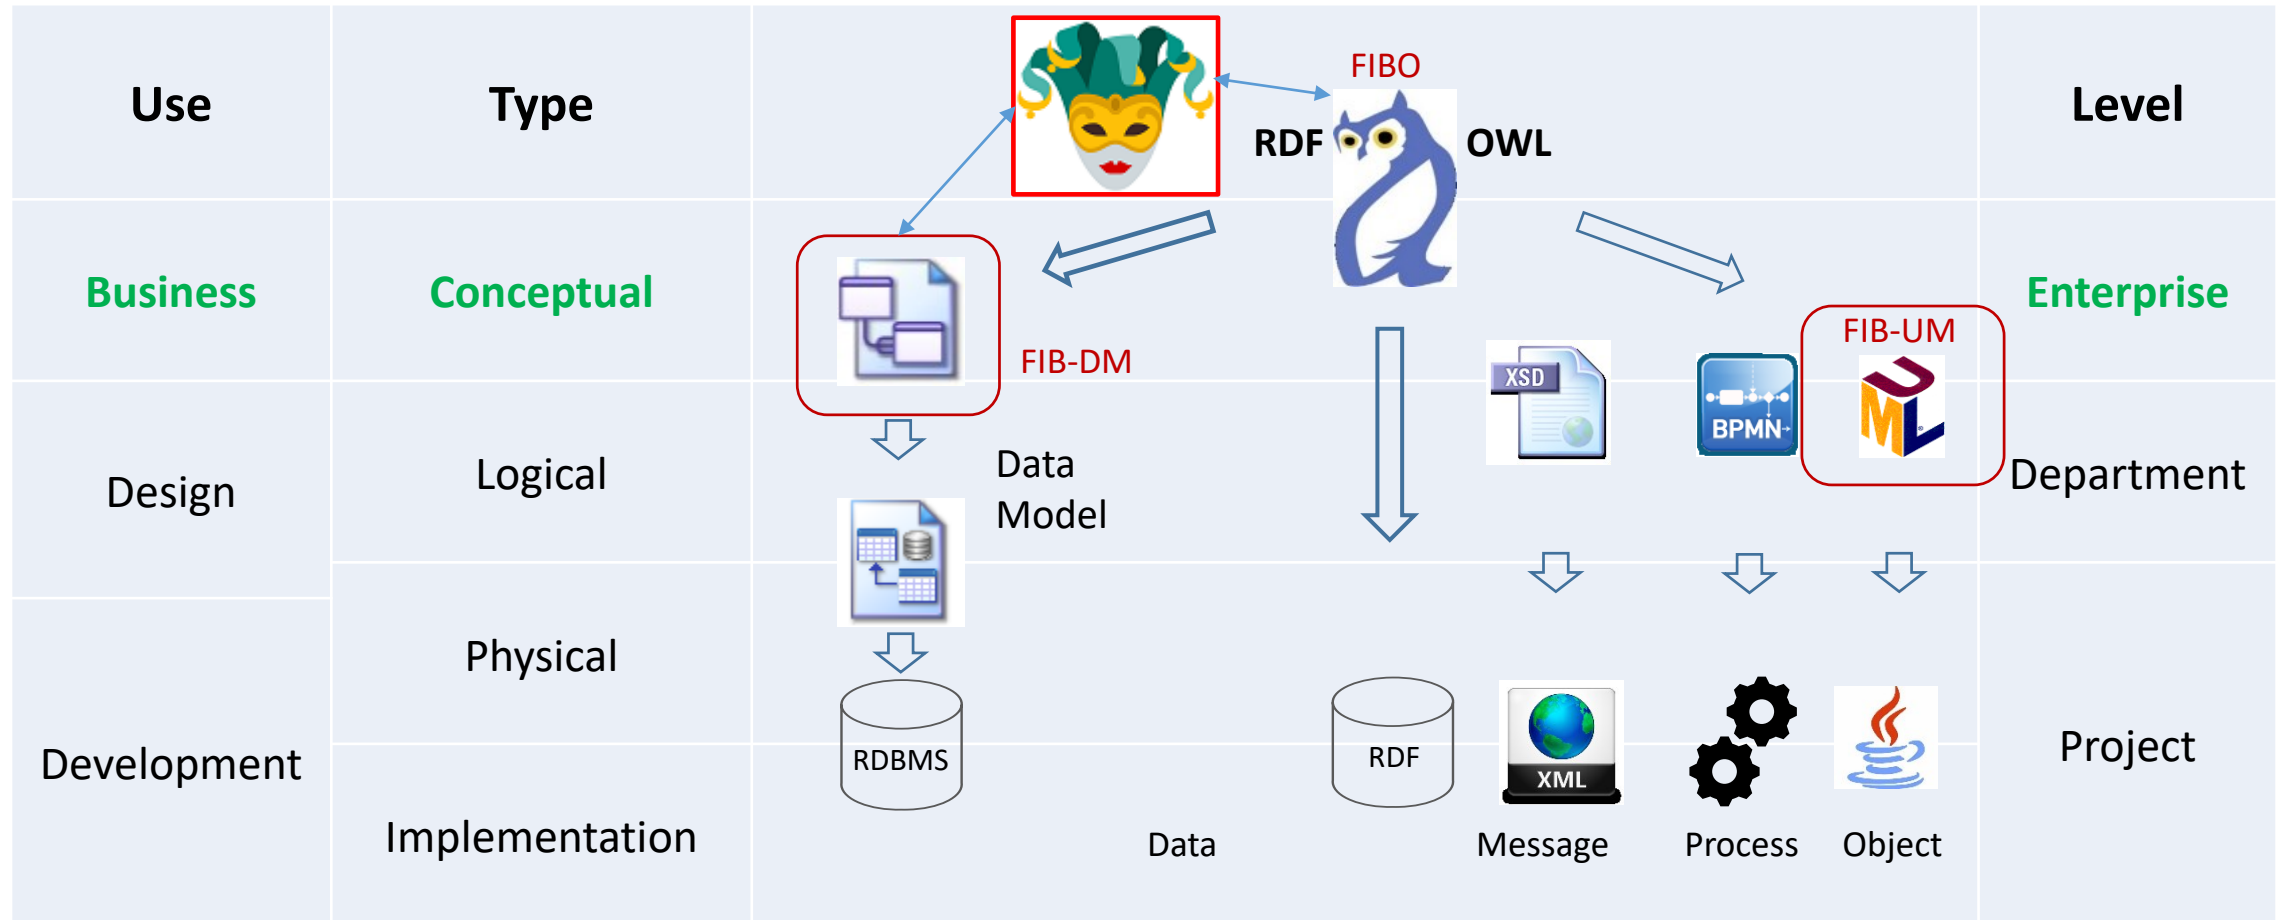 Use
Type
FIBO
RDF
OWL
Level
Business
Conceptual
FIB-DM
XSD
BPMN
FIB-UM
UML
Enterprise
Design
Logical
Data
Model
Department
Physical
Development
RDBMS
RDF
XML
Project
Implementation
Data
Message
Process
Object